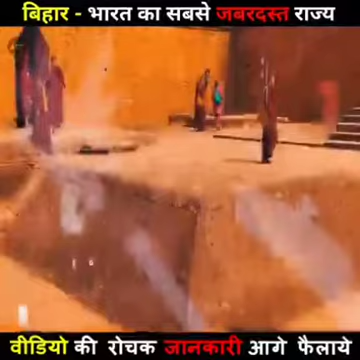 बिहार - भारत का सबसे जबरदस्त राज्य
वीडियो की रोचक जानकारी आगे फैलाये